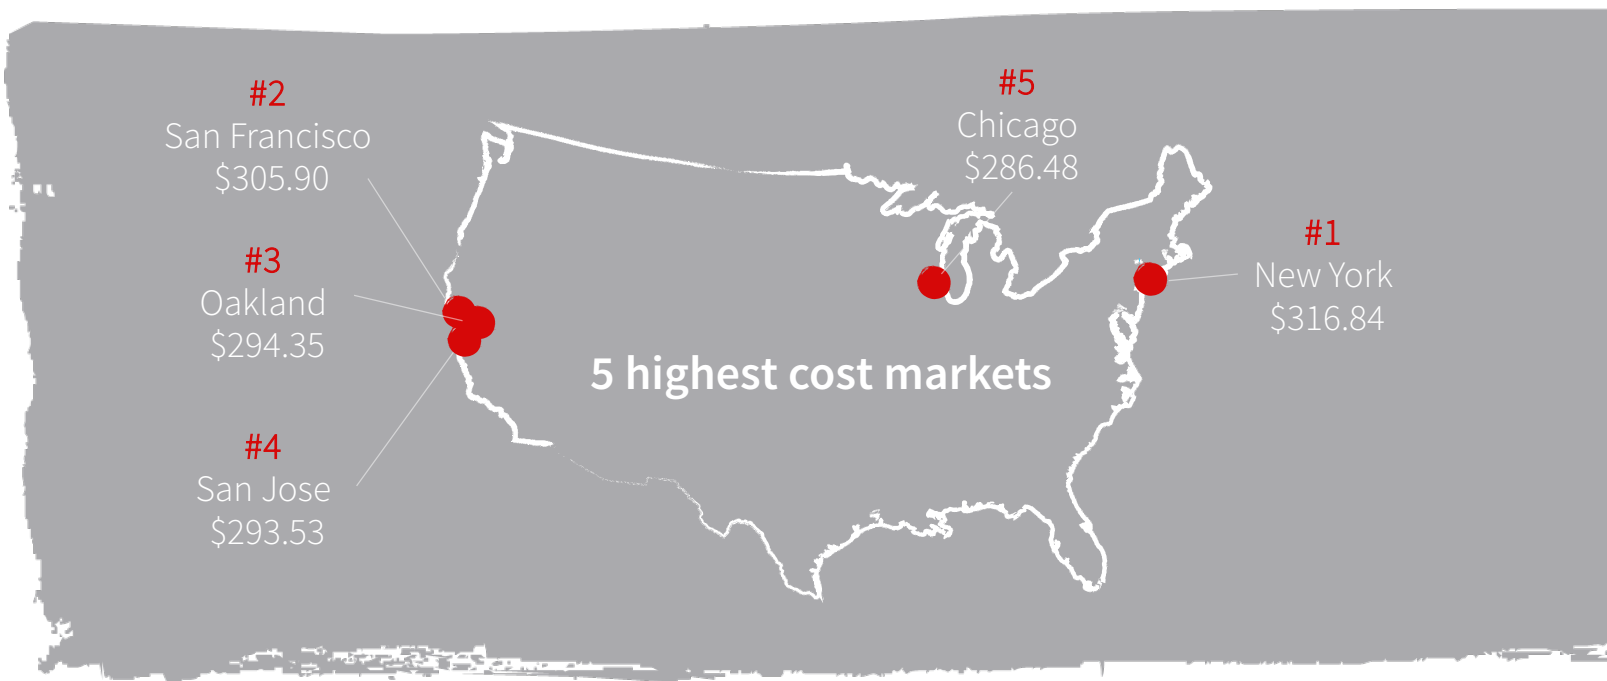 #2
San Francisco
$305.90
#3
Oakland
$294.35
#4
San Jose
$293.53
#5
Chicago
$286.48
#1
New York
$316.84
5 highest cost markets